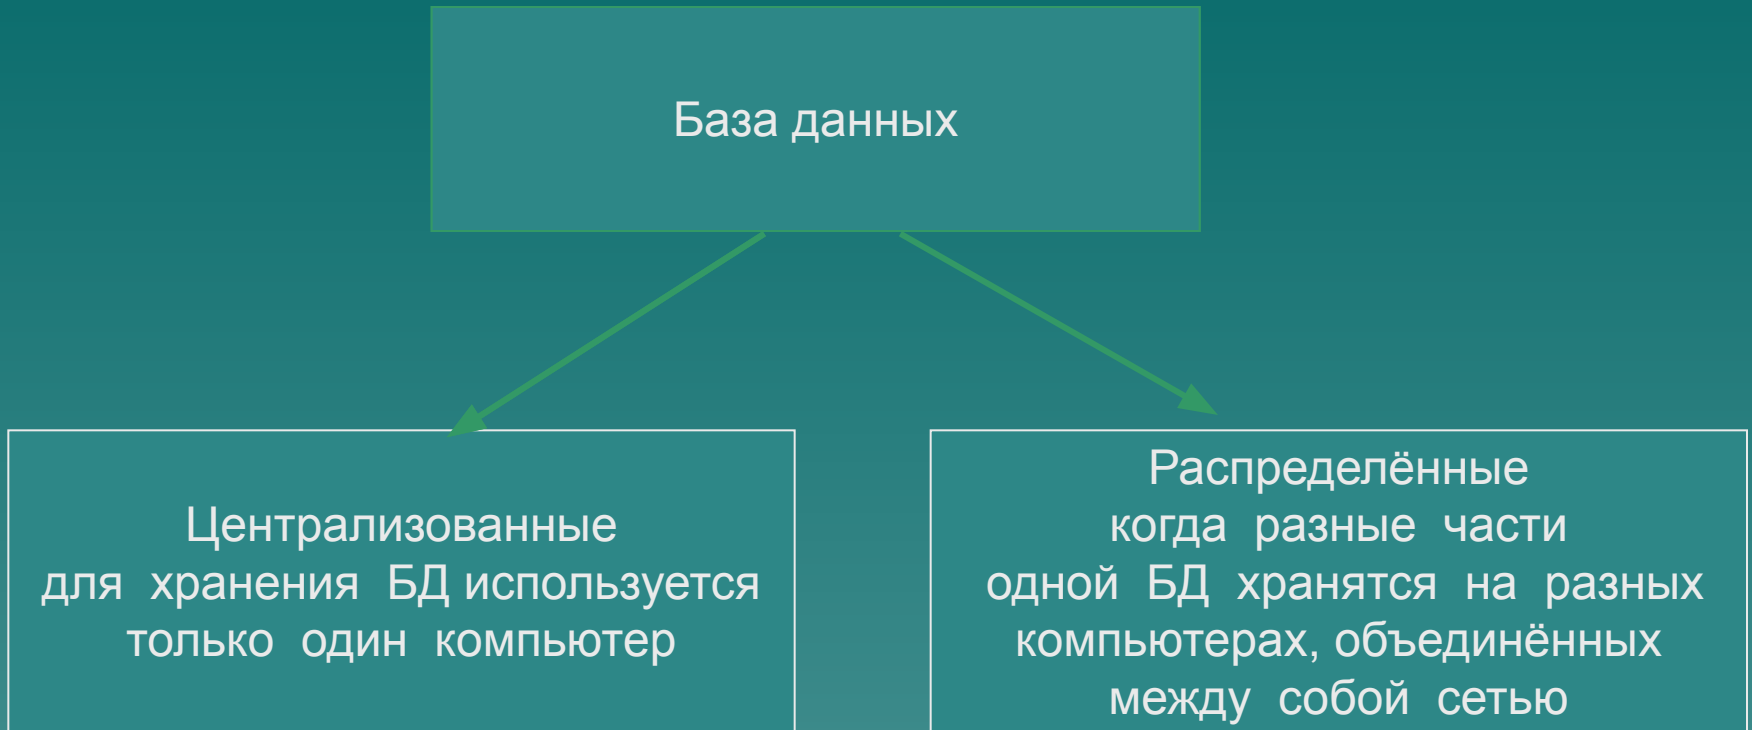 База данных
Централизованные
для хранения БД используется
только один компьютер
Распределённые
когда разные части
одной БД хранятся на разных
компьютерах, объединённых
между собой сетью